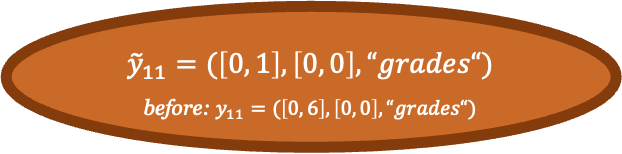 ỹ₁₁ = ([0, 1], [0, 0], “grades“)
before: y₁₁ = ([0, 6], [0, 0], “grades“)